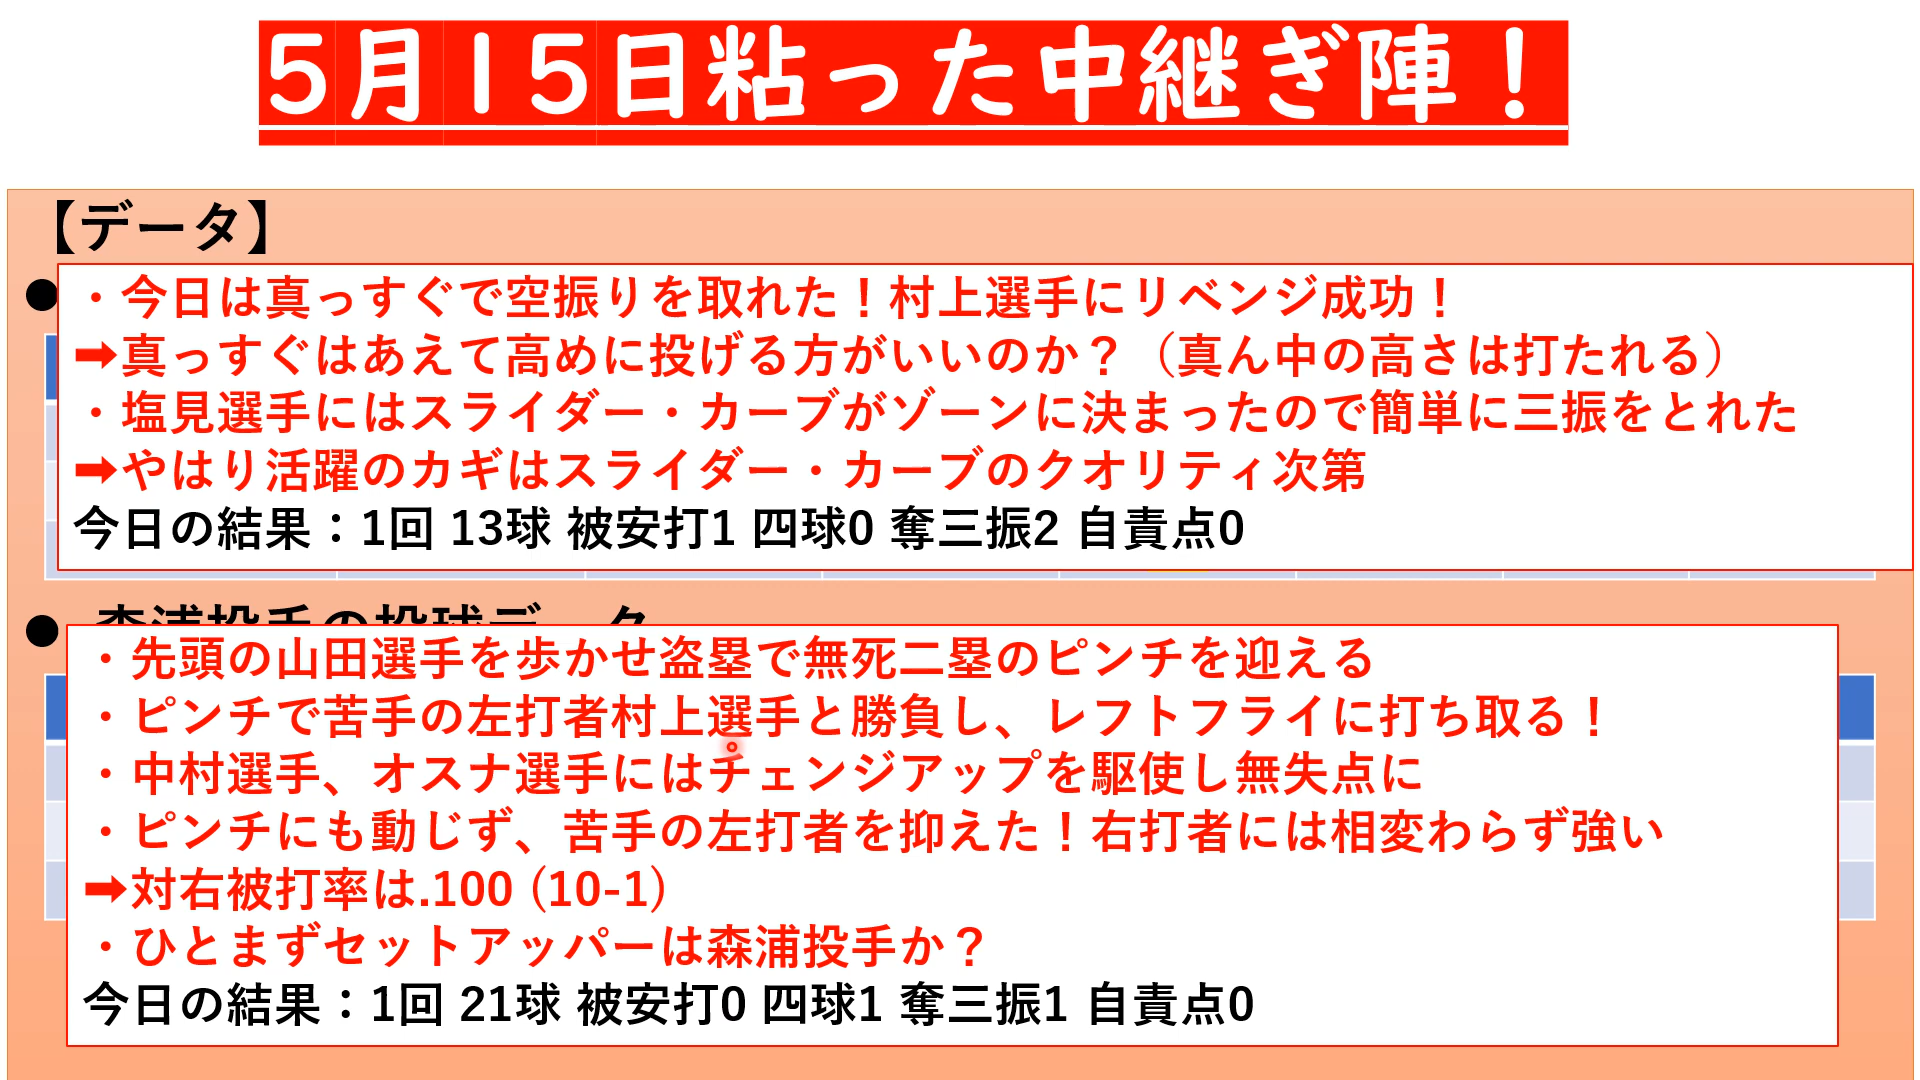 5月15日粘った中継ぎ陣！
【データ】
●
・今日は真っすぐで空振りを取れた！村上選手にリベンジ成功！
➡真っすぐはあえて高めに投げる方がいいのか？（真ん中の高さは打たれる）
・塩見選手にはスライダー・カーブがゾーンに決まったので簡単に三振をとれた
➡やはり活躍のカギはスライダー・カーブのクオリティ次第
今日の結果：1回 13球 被安打1 四球0 奪三振2 自責点0
● 森浦投手の投球データ
・先頭の山田選手を歩かせ盗塁で無死二塁のピンチを迎える
・ピンチで苦手の左打者村上選手と勝負し、レフトフライに打ち取る！
・中村選手、オスナ選手にはチェンジアップを駆使し無失点に
・ピンチにも動じず、苦手の左打者を抑えた！右打者には相変わらず強い
➡対右被打率は.100 (10-1)
・ひとまずセットアッパーは森浦投手か？
今日の結果：1回 21球 被安打0 四球1 奪三振1 自責点0